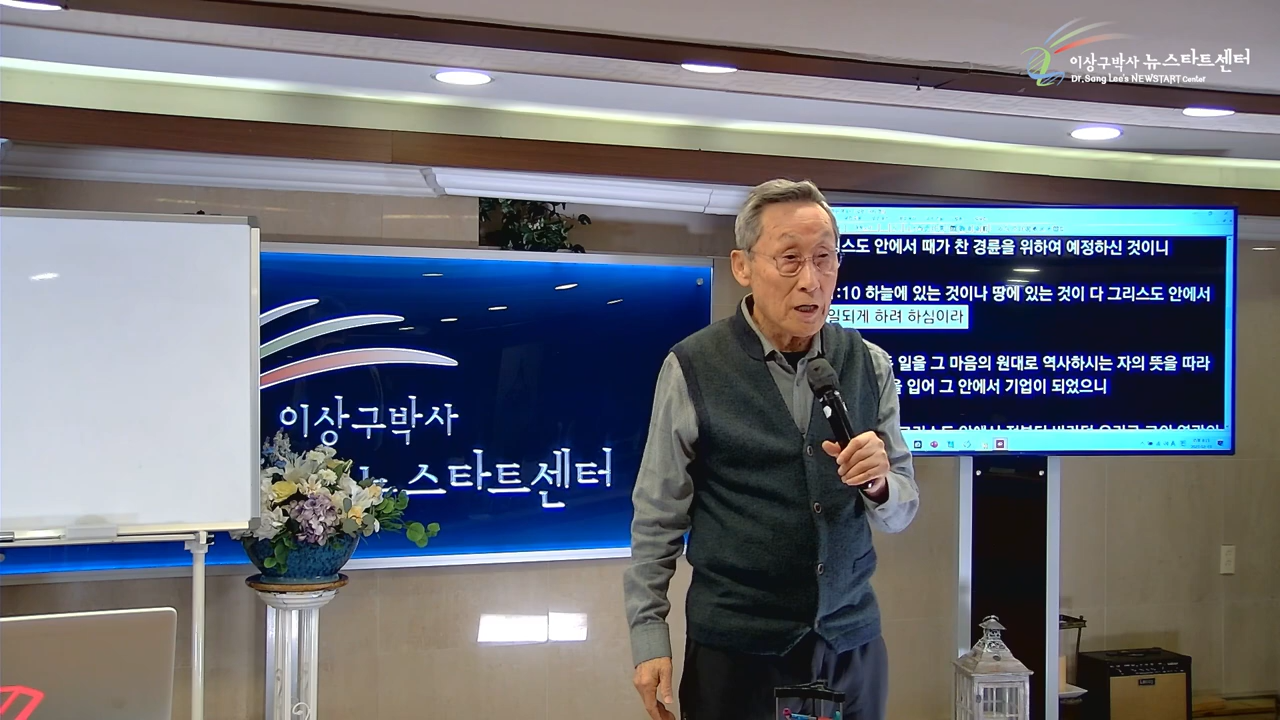 이상구박사 뉴스타트센터
Dr. Sang Lee's NEWSTART Center
스도 안에서 때가 찬 경륜을 위하여 예정하신 것이니
:10 하늘에 있는 것이나 땅에 있는 것이 다 그리스도 안에서
일되게 하려 하심이라
일을 그 마음의 원대로 역사하시는 자의 뜻을 따라
입어 그 안에서 기업이 되었으니
이상구박사
스타트센터